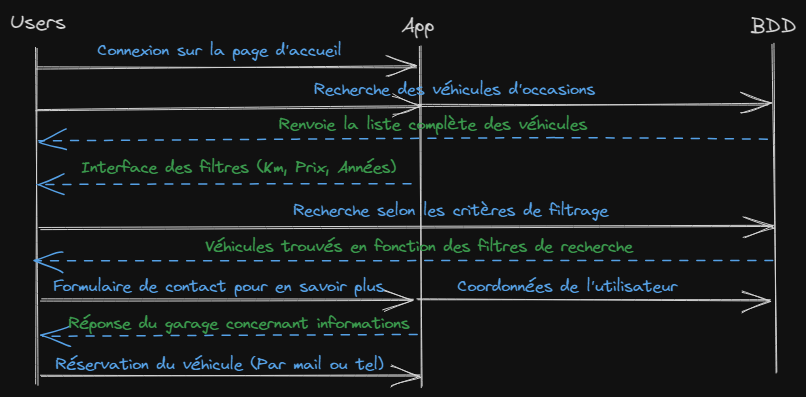 Users
App
BDD
Connexion sur la page d'accueil
Recherche des véhicules d'occasions
Renvoie la liste complète des véhicules
Interface des filtres (Km, Prix, Années)
Recherche selon les critères de filtrage
Véhicules trouvés en fonction des filtres de recherche
Formulaire de contact pour en savoir plus
Coordonnées de l'utilisateur
Réponse du garage concernant informations
Réservation du véhicule (Par mail ou tel)